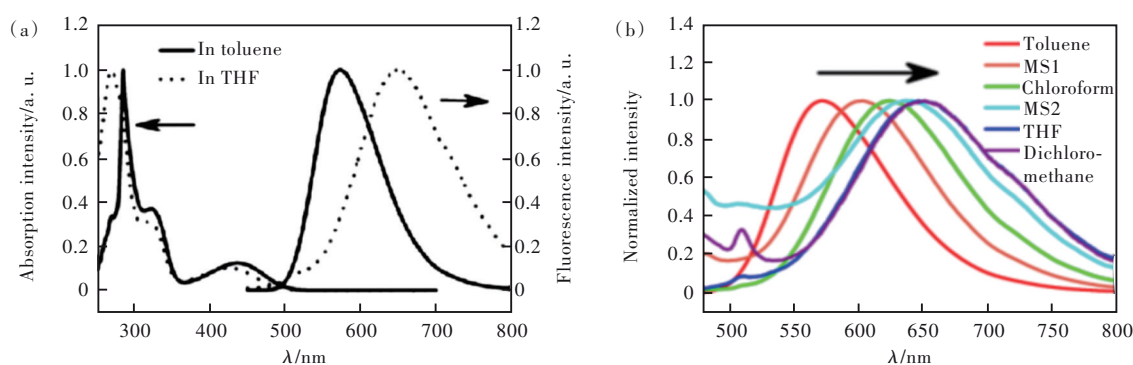 (a)
1.2
1.0
0.8
0.6
0.4
0.2
0
Absorption intensity/a. u.
In toluene
In THF
1.2
1.0
0.8
0.6
0.4
0.2
0
Fluorescence intensity/a. u.
300 400 500 600 700 800
λ/nm
(b)
1.4
1.2
1.0
0.8
0.6
0.4
0.2
0
Normalized intensity
Toluene
MS1
Chloroform
MS2
THF
Dichloro-
methane
500 550 600 650 700 750 800
λ/nm